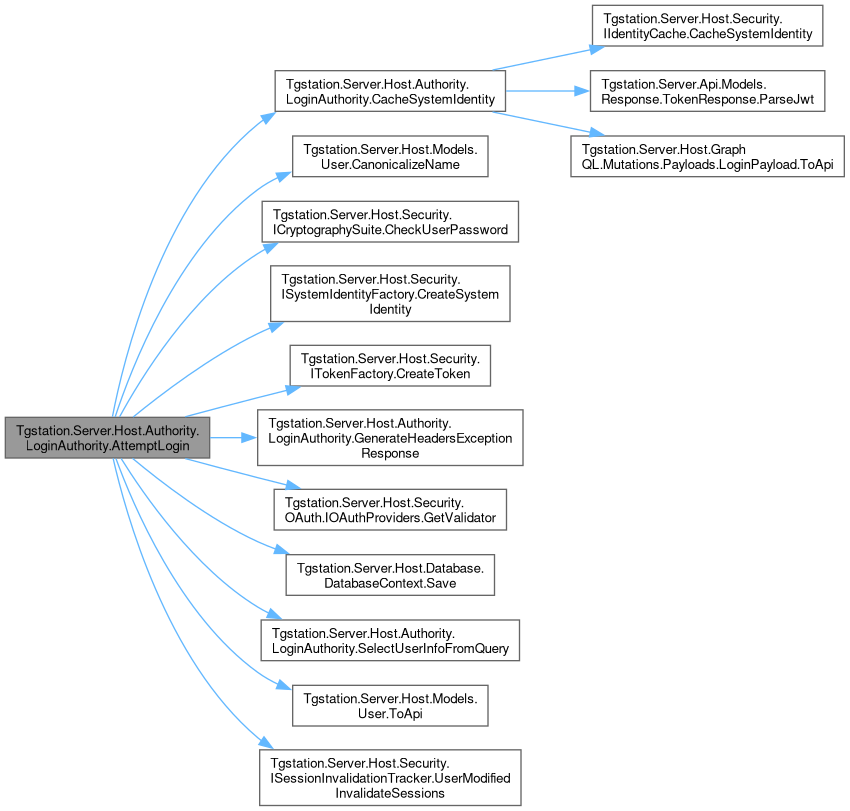 Tgstation.Server.Host.Authority.
LoginAuthority.AttemptLogin
Tgstation.Server.Host.Authority.
LoginAuthority.CacheSystemIdentity
Tgstation.Server.Host.Security.
IIdentityCache.CacheSystemIdentity
Tgstation.Server.Api.Models.
Response.TokenResponse.ParseJwt
Tgstation.Server.Host.Graph
QL.Mutations.Payloads.LoginPayload.ToApi
Tgstation.Server.Host.Models.
User.CanonicalizeName
Tgstation.Server.Host.Security.
ICryptographySuite.CheckUserPassword
Tgstation.Server.Host.Security.
ISystemIdentityFactory.CreateSystem
Identity
Tgstation.Server.Host.Security.
ITokenFactory.CreateToken
Tgstation.Server.Host.Authority.
LoginAuthority.GenerateHeadersException
Response
Tgstation.Server.Host.Security.
OAuth.IOAuthProviders.GetValidator
Tgstation.Server.Host.Database.
DatabaseContext.Save
Tgstation.Server.Host.Authority.
LoginAuthority.SelectUserInfoFromQuery
Tgstation.Server.Host.Models.
User.ToApi
Tgstation.Server.Host.Security.
ISessionInvalidationTracker.UserModified
InvalidateSessions